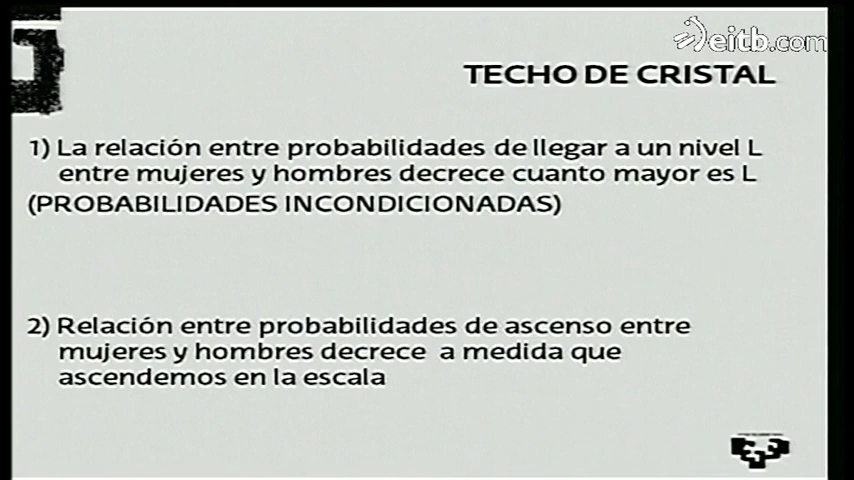 eitb.com
TECHO DE CRISTAL
1) La relación entre probabilidades de llegar a un nivel L
entre mujeres y hombres decrece cuanto mayor es L
(PROBABILIDADES INCONDICIONADAS)
2) Relación entre probabilidades de ascenso entre
mujeres y hombres decrece a medida que
ascendemos en la escala